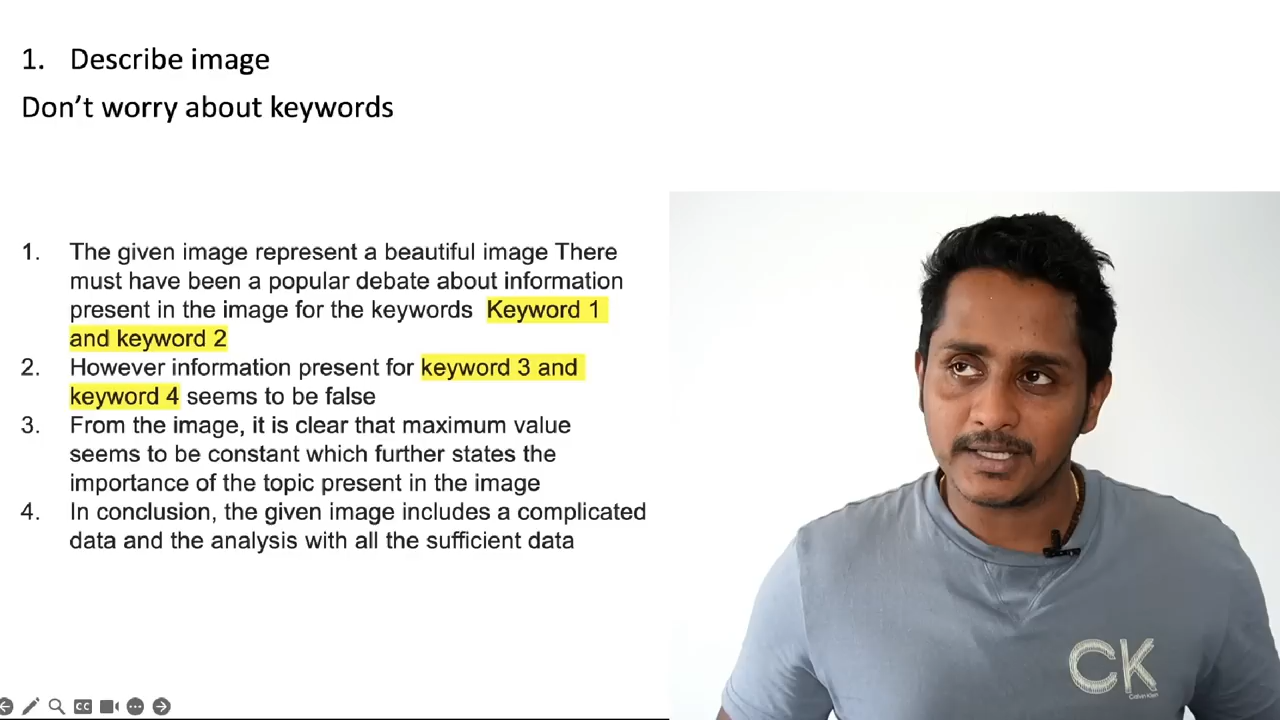 1. Describe image
Don’t worry about keywords
1. The given image represent a beautiful image There
must have been a popular debate about information
present in the image for the keywords Keyword 1
and keyword 2
2. However information present for keyword 3 and
keyword 4 seems to be false
3. From the image, it is clear that maximum value
seems to be constant which further states the
importance of the topic present in the image
4. In conclusion, the given image includes a complicated
data and the analysis with all the sufficient data
CK
Calvin Klein
CC